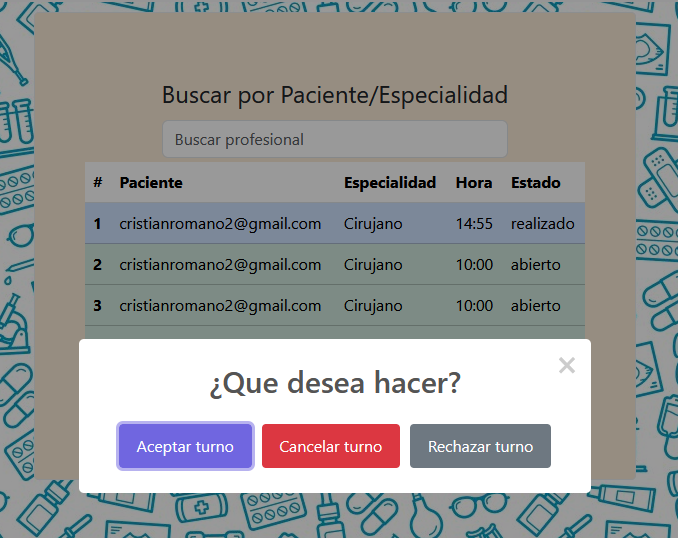 Buscar por Paciente/Especialidad
Buscar profesional
# Paciente Especialidad Hora Estado
1 cristianromano2@gmail.com Cirujano 14:55 realizado
2 cristianromano2@gmail.com Cirujano 10:00 abierto
3 cristianromano2@gmail.com Cirujano 10:00 abierto
×
¿Que desea hacer?
Aceptar turno Cancelar turno Rechazar turno